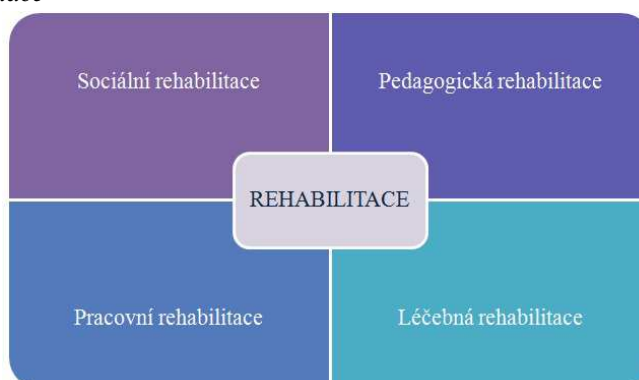 Sociální rehabilitace
Pedagogická rehabilitace
REHABILITACE
Pracovní rehabilitace
Léčebná rehabilitace